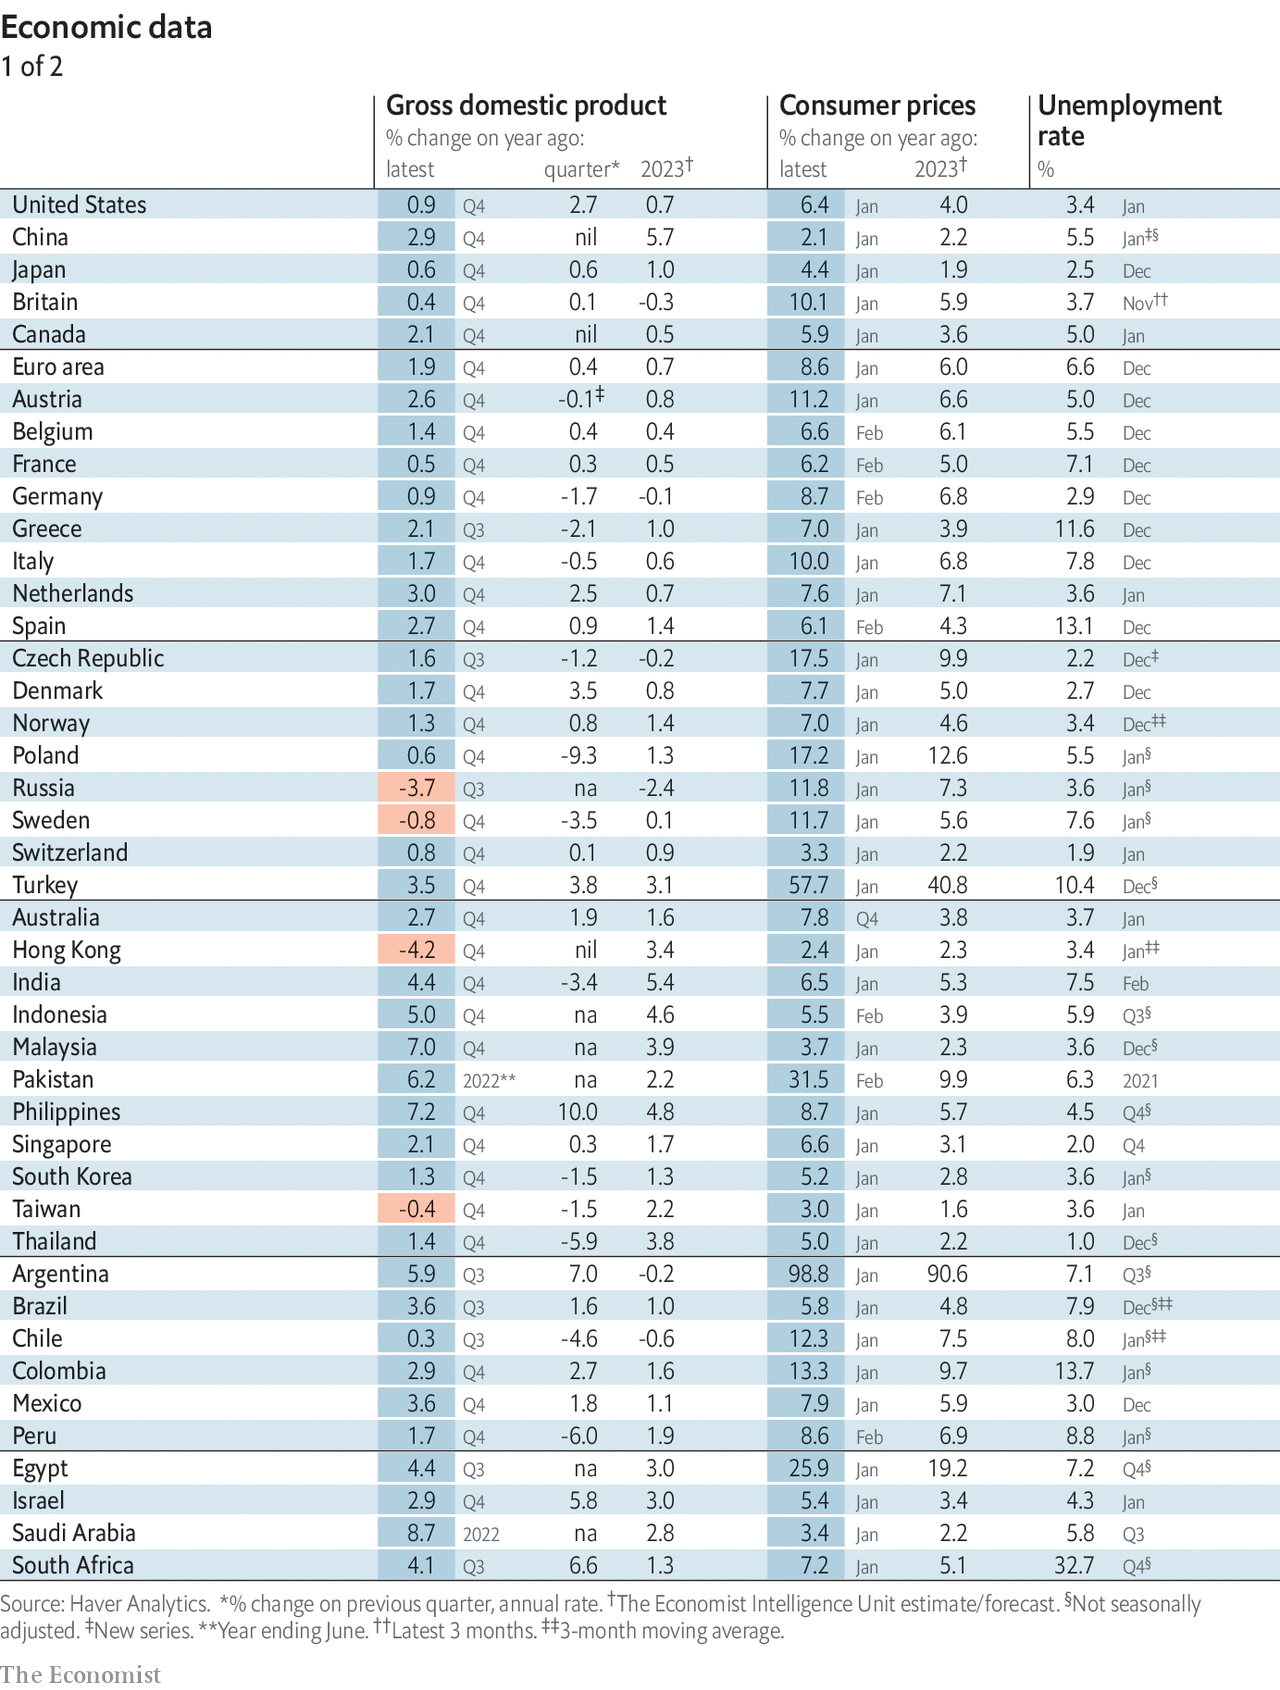 Economic data
1 of 2
Gross domestic product Consumer prices Unemployment
% change on year ago: % change on year ago: rate
latest quarter* 2023† latest 2023† %
United States 0.9 Q4 2.7 0.7 6.4 Jan 4.0 3.4 Jan
China 2.9 Q4 nil 5.7 2.1 Jan 2.2 5.5 Jan‡§
Japan 0.6 Q4 0.6 1.0 4.4 Jan 1.9 2.5 Dec
Britain 0.4 Q4 0.1 -0.3 10.1 Jan 5.9 3.7 Nov††
Canada 2.1 Q4 nil 0.5 5.9 Jan 3.6 5.0 Jan
Euro area 1.9 Q4 0.4 0.7 8.6 Jan 6.0 6.6 Dec
Austria 2.6 Q4 -0.1‡ 0.8 11.2 Jan 6.6 5.0 Dec
Belgium 1.4 Q4 0.4 0.4 6.6 Feb 6.1 5.5 Dec
France 0.5 Q4 0.3 0.5 6.2 Feb 5.0 7.1 Dec
Germany 0.9 Q4 -1.7 -0.1 8.7 Feb 6.8 2.9 Dec
Greece 2.1 Q3 -2.1 1.0 7.0 Jan 3.9 11.6 Dec
Italy 1.7 Q4 -0.5 0.6 10.0 Jan 6.8 7.8 Dec
Netherlands 3.0 Q4 2.5 0.7 7.6 Jan 7.1 3.6 Jan
Spain 2.7 Q4 0.9 1.4 6.1 Feb 4.3 13.1 Dec
Czech Republic 1.6 Q3 -1.2 -0.2 17.5 Jan 9.9 2.2 Dec‡
Denmark 1.7 Q4 3.5 0.8 7.7 Jan 5.0 2.7 Dec
Norway 1.3 Q4 0.8 1.4 7.0 Jan 4.6 3.4 Dec‡‡
Poland 0.6 Q4 -9.3 1.3 17.2 Jan 12.6 5.5 Jan§
Russia -3.7 Q3 na -2.4 11.8 Jan 7.3 3.6 Jan§
Sweden -0.8 Q4 -3.5 0.1 11.7 Jan 5.6 7.6 Jan§
Switzerland 0.8 Q4 0.1 0.9 3.3 Jan 2.2 1.9 Jan
Turkey 3.5 Q4 3.8 3.1 57.7 Jan 40.8 10.4 Dec§
Australia 2.7 Q4 1.9 1.6 7.8 Q4 3.8 3.7 Jan
Hong Kong -4.2 Q4 nil 3.4 2.4 Jan 2.3 3.4 Jan‡‡
India 4.4 Q4 -3.4 5.4 6.5 Jan 5.3 7.5 Feb
Indonesia 5.0 Q4 na 4.6 5.5 Feb 3.9 5.9 Q3§
Malaysia 7.0 Q4 na 3.9 3.7 Jan 2.3 3.6 Dec§
Pakistan 6.2 2022** na 2.2 31.5 Feb 9.9 6.3 2021
Philippines 7.2 Q4 10.0 4.8 8.7 Jan 5.7 4.5 Q4§
Singapore 2.1 Q4 0.3 1.7 6.6 Jan 3.1 2.0 Q4
South Korea 1.3 Q4 -1.5 1.3 5.2 Jan 2.8 3.6 Jan§
Taiwan -0.4 Q4 -1.5 2.2 3.0 Jan 1.6 3.6 Jan
Thailand 1.4 Q4 -5.9 3.8 5.0 Jan 2.2 1.0 Dec§
Argentina 5.9 Q3 7.0 -0.2 98.8 Jan 90.6 7.1 Q3§
Brazil 3.6 Q3 1.6 1.0 5.8 Jan 4.8 7.9 Dec§‡‡
Chile 0.3 Q3 -4.6 -0.6 12.3 Jan 7.5 8.0 Jan§‡‡
Colombia 2.9 Q4 2.7 1.6 13.3 Jan 9.7 13.7 Jan§
Mexico 3.6 Q4 1.8 1.1 7.9 Jan 5.9 3.0 Dec
Peru 1.7 Q4 -6.0 1.9 8.6 Feb 6.9 8.8 Jan§
Egypt 4.4 Q3 na 3.0 25.9 Jan 19.2 7.2 Q4§
Israel 2.9 Q4 5.8 3.0 5.4 Jan 3.4 4.3 Jan
Saudi Arabia 8.7 2022 na 2.8 3.4 Jan 2.2 5.8 Q3
South Africa 4.1 Q3 6.6 1.3 7.2 Jan 5.1 32.7 Q4§
Source: Haver Analytics. *% change on previous quarter, annual rate. †The Economist Intelligence Unit estimate/forecast. §Not seasonally
adjusted. ‡New series. **Year ending June. ††Latest 3 months. ‡‡3-month moving average.
The Economist